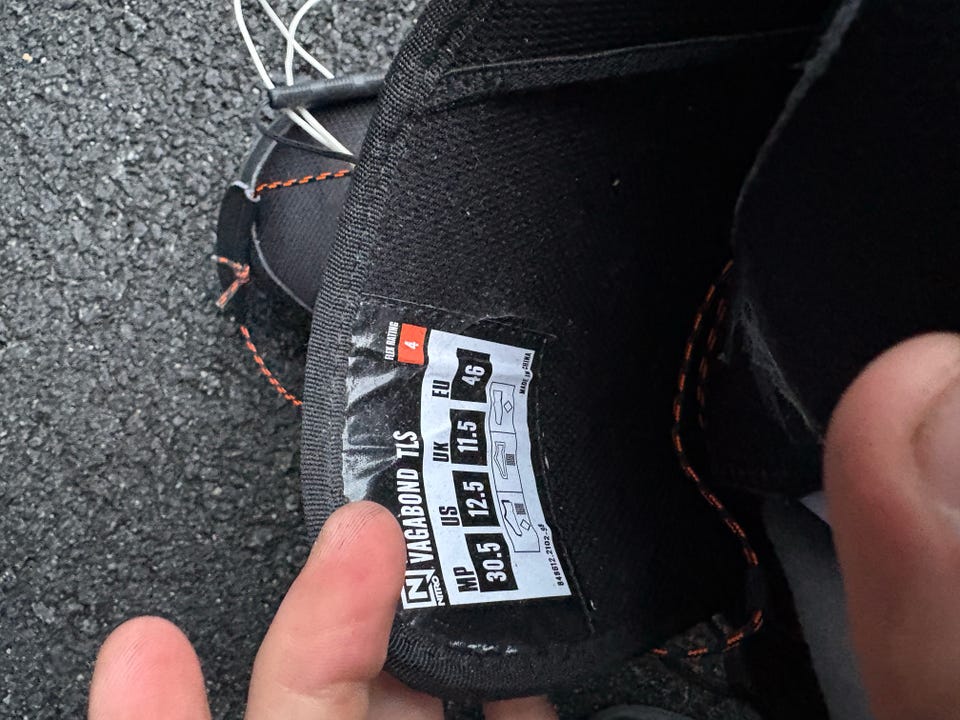 NITRO
VAGABOND TLS
FLEX RATING
4
MP US UK EU
30.5 12.5 11.5 46
MADE IN CHINA